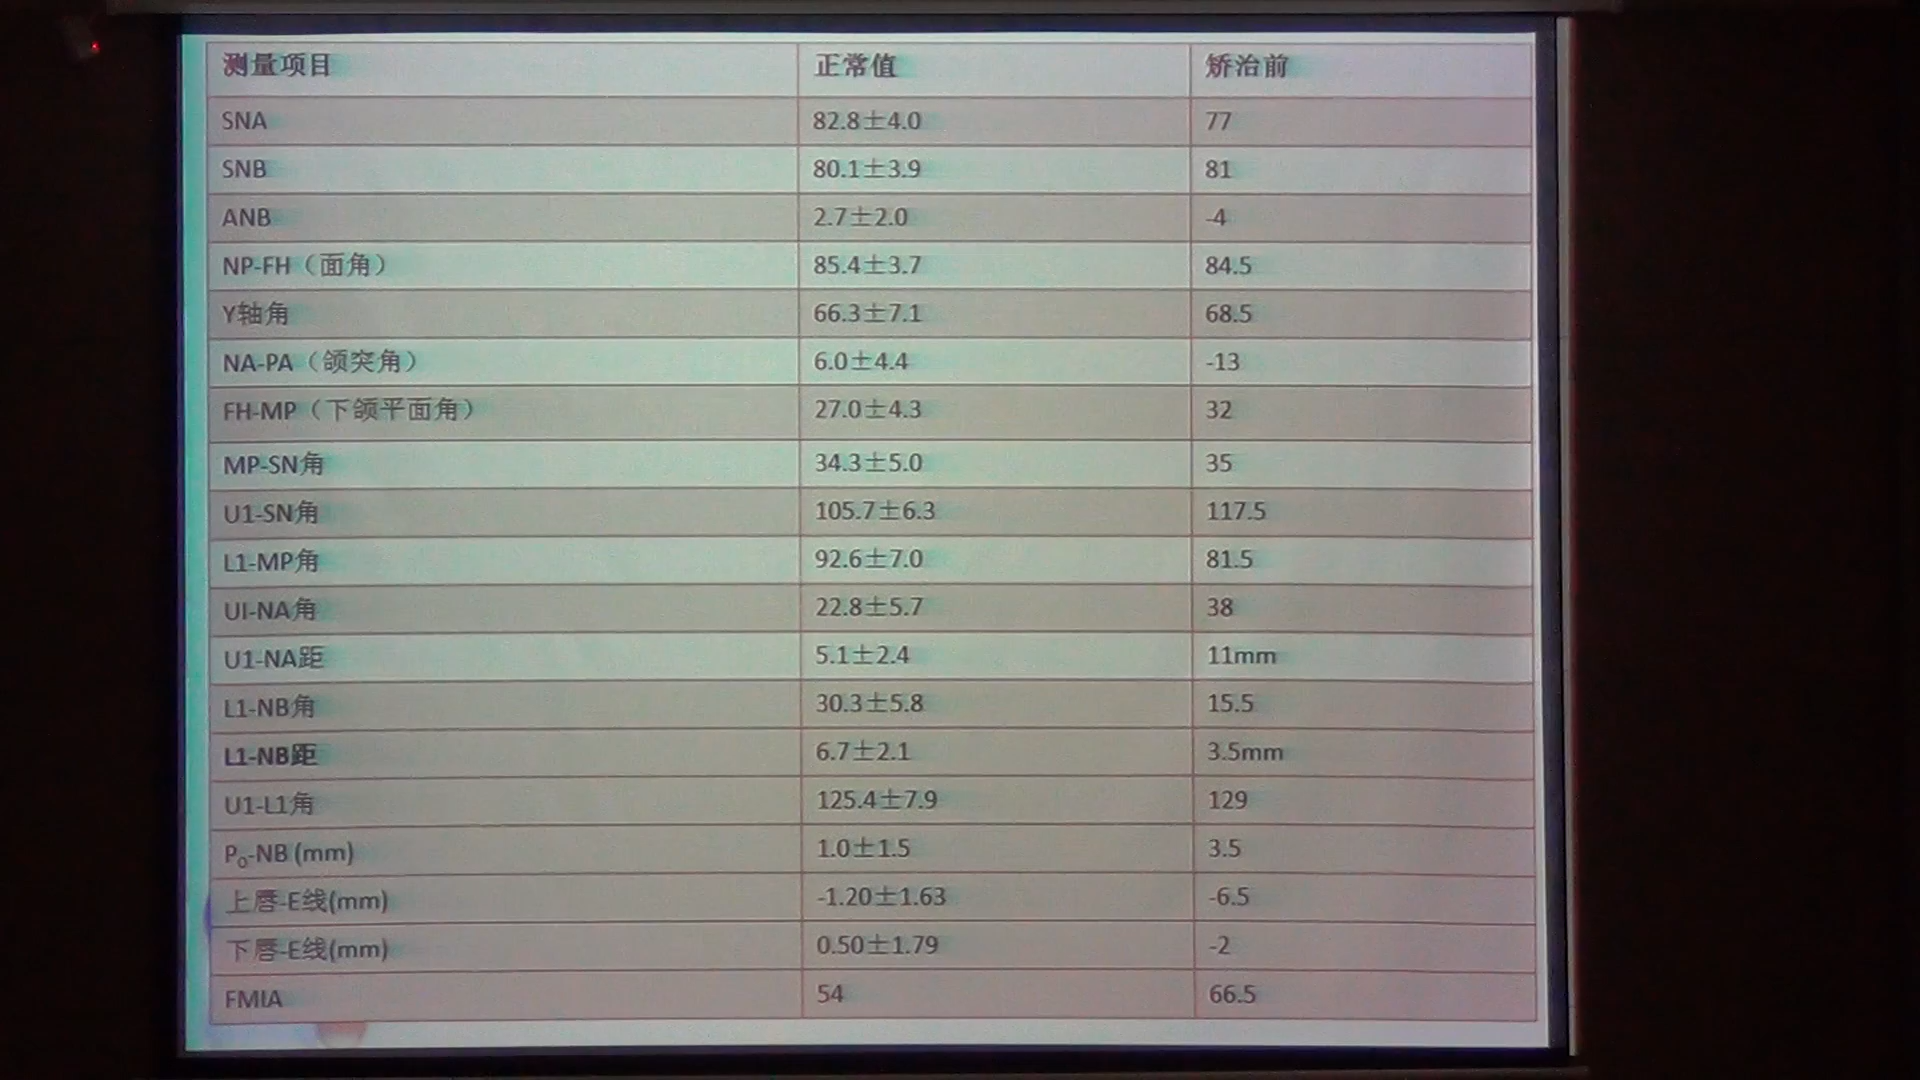 测量项目 正常值 矫治前
SNA 82.8±4.0 77
SNB 80.1±3.9 81
ANB 2.7±2.0 -4
NP-FH（面角） 85.4±3.7 84.5
Y轴角 66.3±7.1 68.5
NA-PA（颌突角） 6.0±4.4 -13
FH-MP（下颌平面角） 27.0±4.3 32
MP-SN角 34.3±5.0 35
U1-SN角 105.7±6.3 117.5
L1-MP角 92.6±7.0 81.5
UI-NA角 22.8±5.7 38
U1-NA距 5.1±2.4 11mm
L1-NB角 30.3±5.8 15.5
L1-NB距 6.7±2.1 3.5mm
U1-L1角 125.4±7.9 129
P₀-NB (mm) 1.0±1.5 3.5
上唇-E线(mm) -1.20±1.63 -6.5
下唇-E线(mm) 0.50±1.79 -2
FMIA 54 66.5